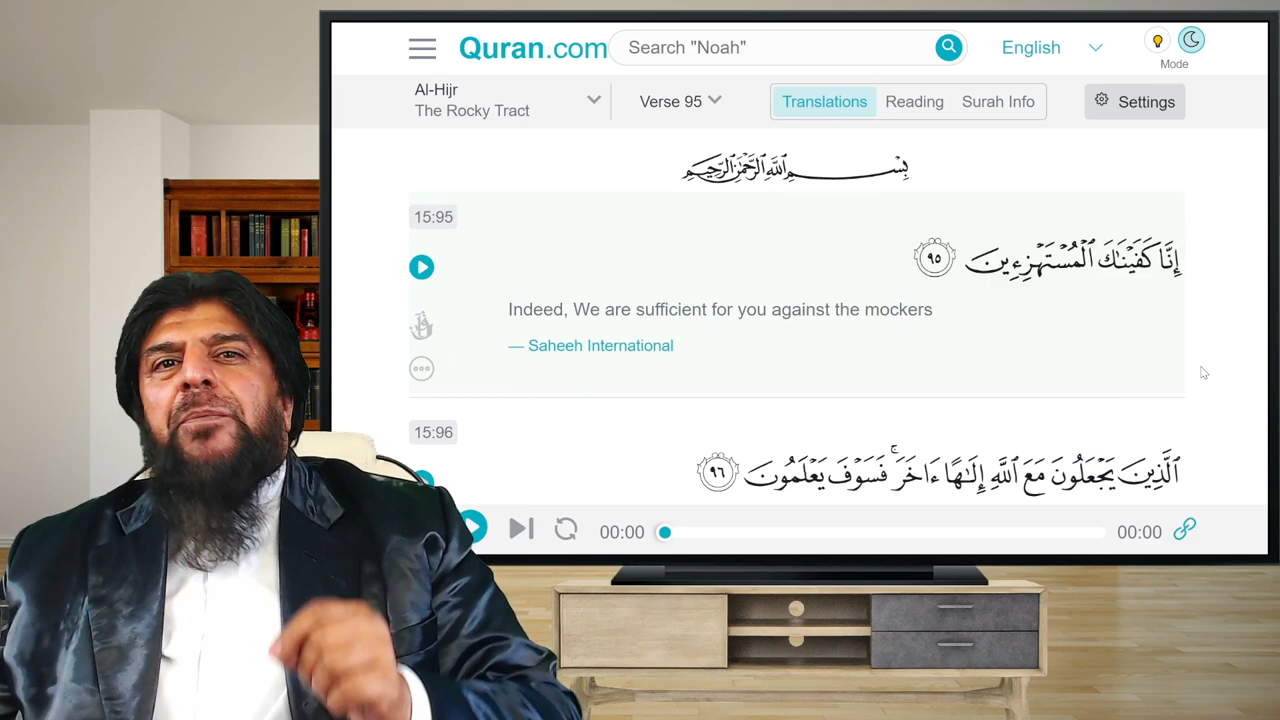 Quran.com
Search "Noah"
English
Mode
Al-Hijr
The Rocky Tract
Verse 95
Translations Reading Surah Info
Settings
بِسْمِ ٱللَّهِ ٱلرَّحْمَٰنِ ٱلرَّحِيمِ
15:95
إِنَّا كَفَيْنَٰكَ ٱلْمُسْتَهْزِءِينَ ٩٥
Indeed, We are sufficient for you against the mockers
— Saheeh International
15:96
ٱلَّذِينَ يَجْعَلُونَ مَعَ ٱللَّهِ إِلَٰهًا ءَاخَرَ ۚ فَسَوْفَ يَعْلَمُونَ ٩٦
00:00 00:00